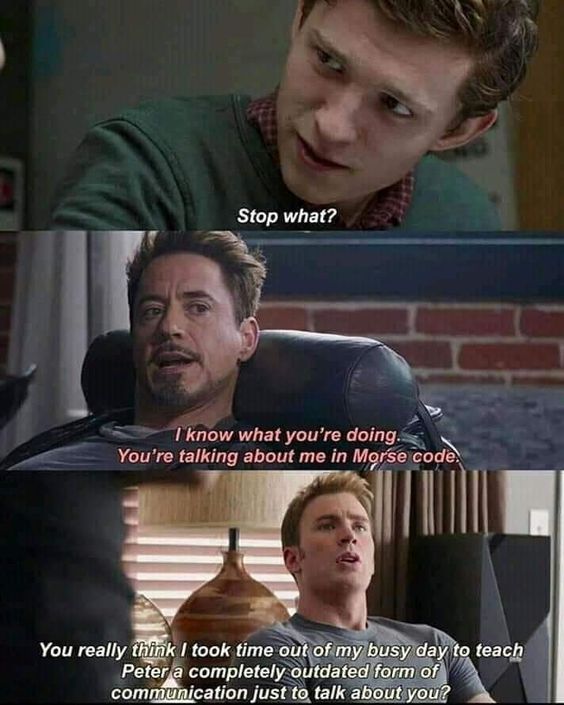 Stop what?
I know what you're doing.
You're talking about me in Morse code.
You really think I took time out of my busy day to teach
Peter a completely outdated form of
communication just to talk about you?